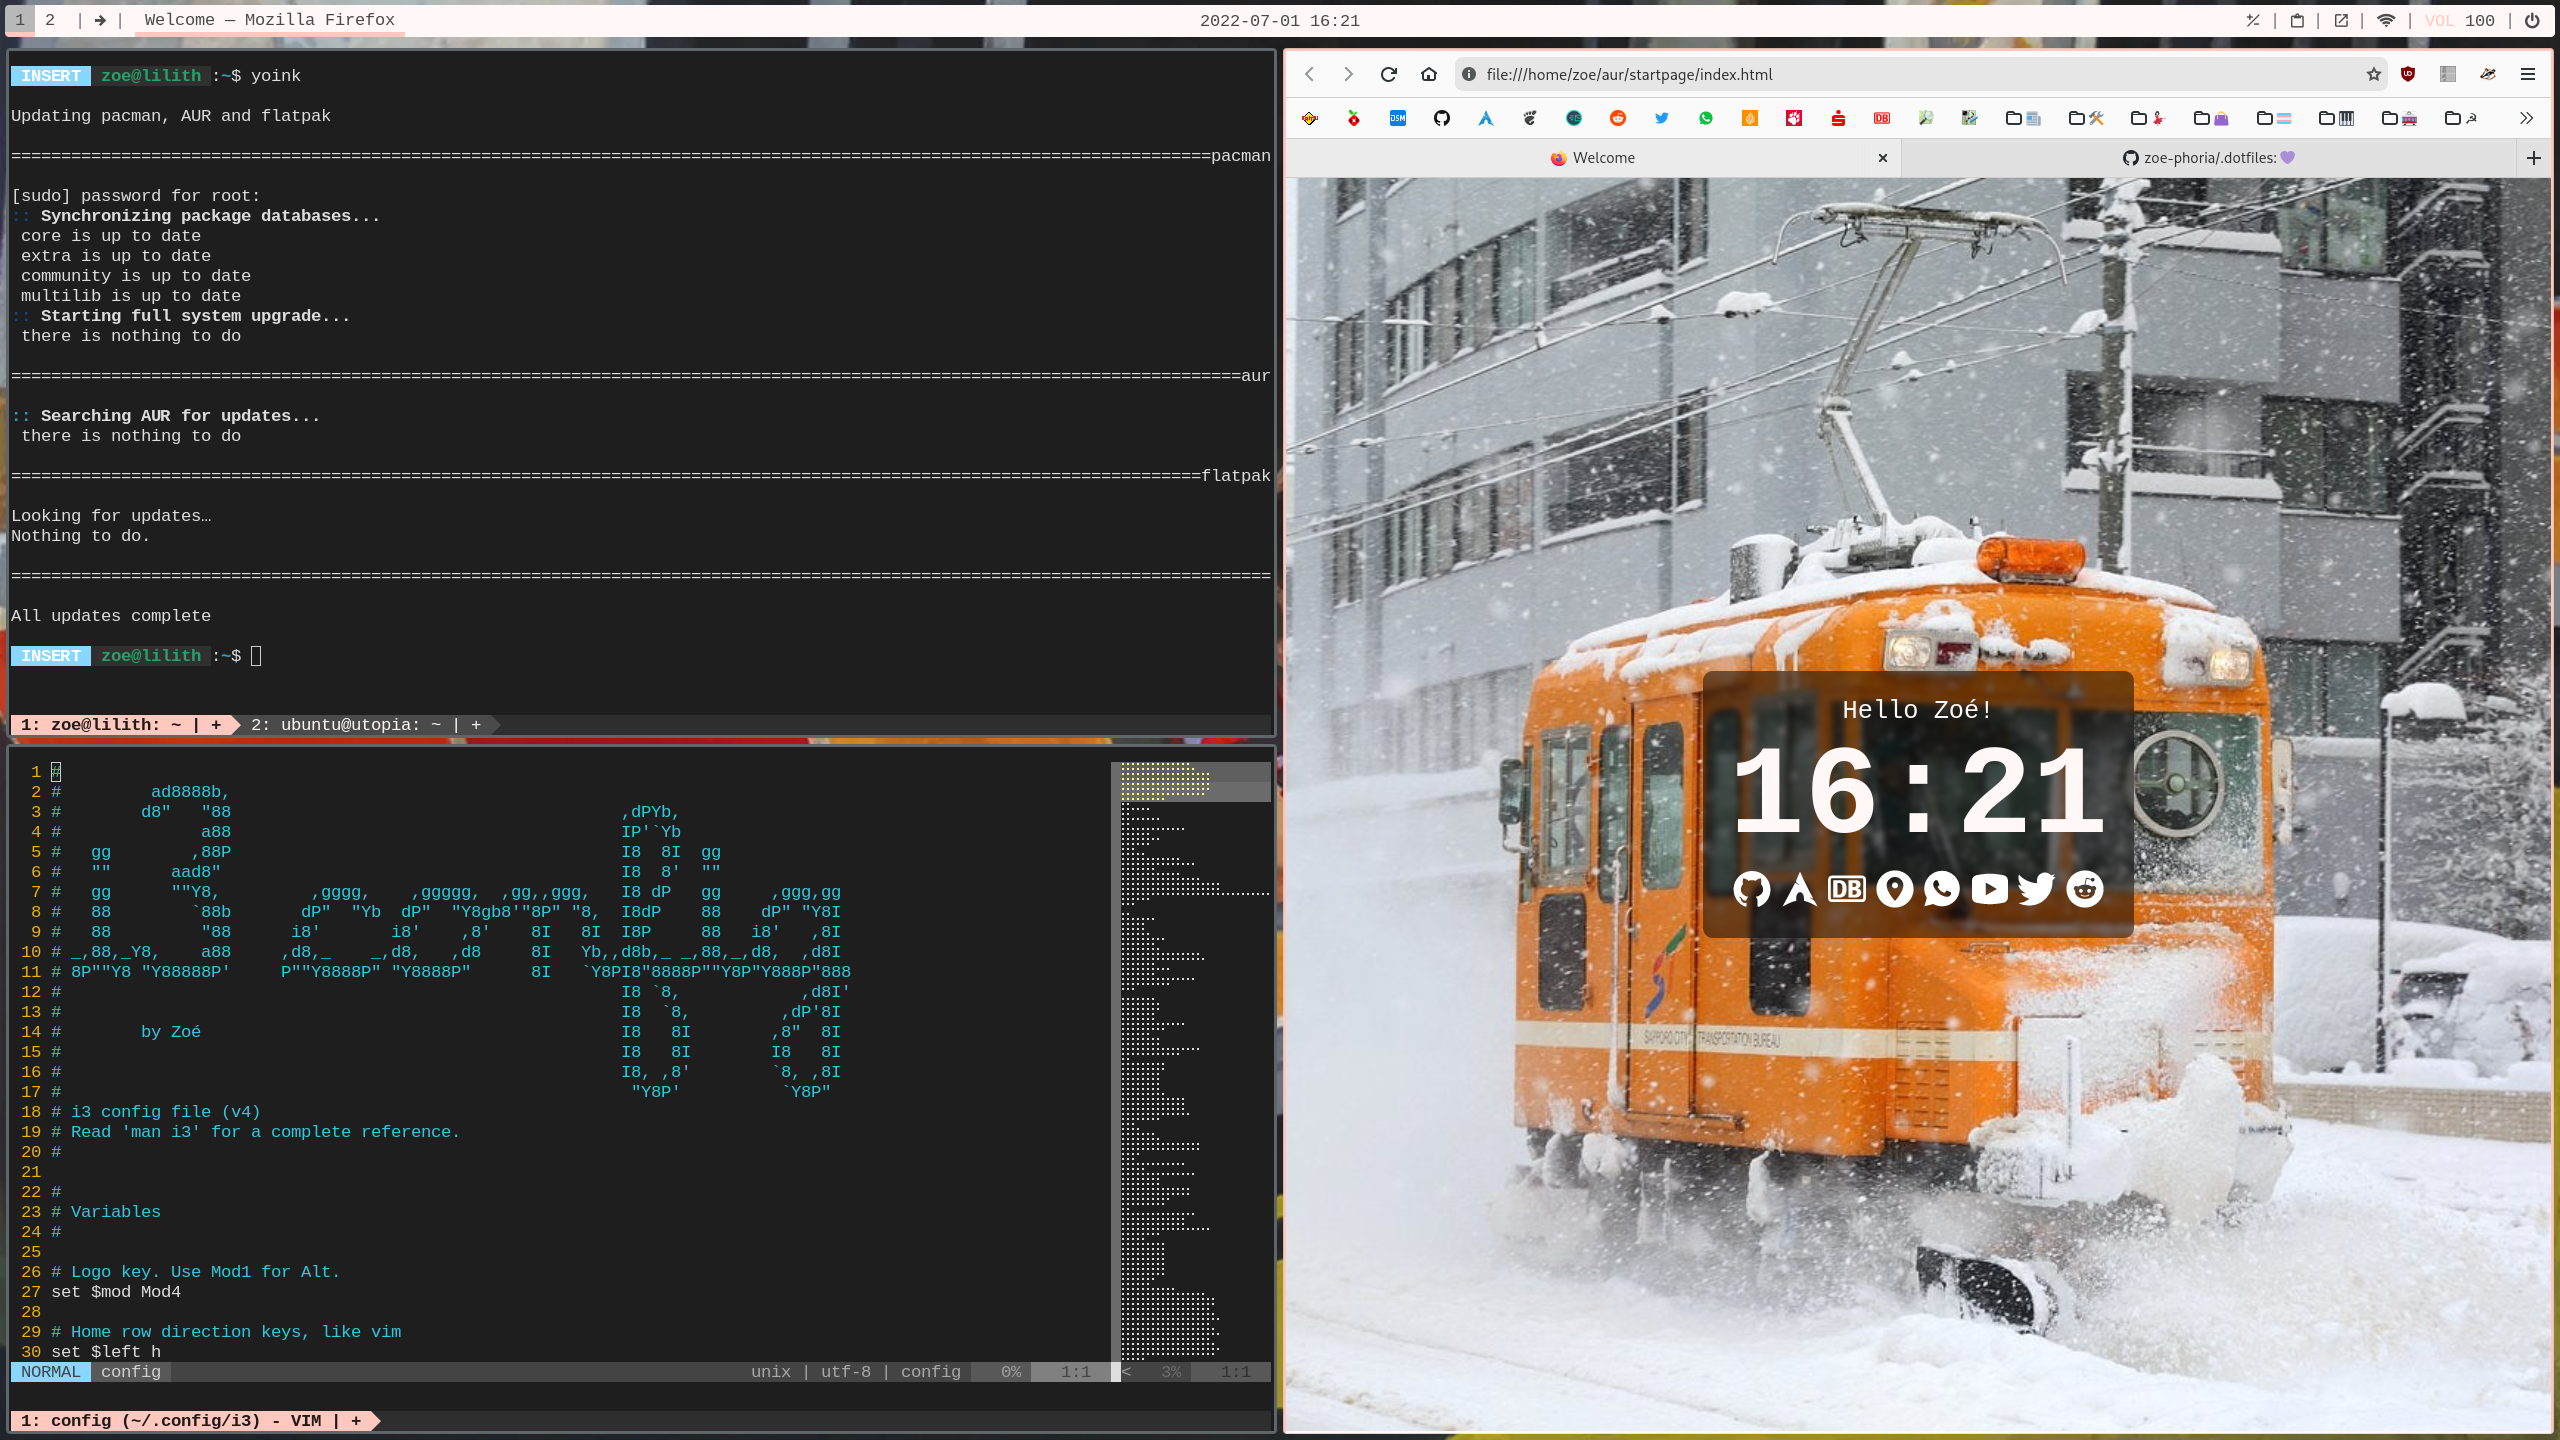 1 2 | → | Welcome — Mozilla Firefox
2022-07-01 16:21
| | | | VOL 100 |
INSERT zoe@lilith :~$ yoink
Updating pacman, AUR and flatpak
========================================================================================================================pacman
[sudo] password for root:
:: Synchronizing package databases...
core is up to date
extra is up to date
community is up to date
multilib is up to date
:: Starting full system upgrade...
there is nothing to do
===========================================================================================================================aur
:: Searching AUR for updates...
there is nothing to do
=======================================================================================================================flatpak
Looking for updates…
Nothing to do.
==============================================================================================================================
All updates complete
INSERT zoe@lilith :~$
1: zoe@lilith: ~ | + 2: ubuntu@utopia: ~ | +
1 #
2 #         ad8888b,
3 #        d8"   "88                                       ,dPYb,
4 #              a88                                       IP'`Yb
5 #   gg        ,88P                                       I8  8I  gg
6 #   ""      aad8"                                        I8  8'  ""
7 #   gg      ""Y8,         ,gggg,    ,ggggg,  ,gg,,ggg,   I8 dP   gg     ,ggg,gg
8 #   88        `88b       dP"  "Yb  dP"  "Y8gb8'"8P" "8,  I8dP    88    dP" "Y8I
9 #   88         "88      i8'       i8'    ,8'    8I   8I  I8P     88   i8'   ,8I
10 # _,88,_Y8,    a88     ,d8,_    _,d8,   ,d8     8I   Yb,,d8b,_ _,88,_,d8,  ,d8I
11 # 8P""Y8 "Y88888P'     P""Y8888P" "Y8888P"      8I   `Y8PI8"8888P""Y8P"Y888P"888
12 #                                                        I8 `8,            ,d8I'
13 #                                                        I8  `8,         ,dP'8I
14 #        by Zoé                                          I8   8I        ,8"  8I
15 #                                                        I8   8I        I8   8I
16 #                                                        I8, ,8'        `8, ,8I
17 #                                                         "Y8P'          `Y8P"
18 # i3 config file (v4)
19 # Read 'man i3' for a complete reference.
20 #
21
22 #
23 # Variables
24 #
25
26 # Logo key. Use Mod1 for Alt.
27 set $mod Mod4
28
29 # Home row direction keys, like vim
30 set $left h
NORMAL config unix | utf-8 | config 0% 1:1 < 3% 1:1
1: config (~/.config/i3) - VIM | +
file:///home/zoe/aur/startpage/index.html
DSM DB
Welcome
zoe-phoria/.dotfiles: 💜
Hello Zoé!
16:21
DB
SAPPORO CITY TRANSPORTATION BUREAU